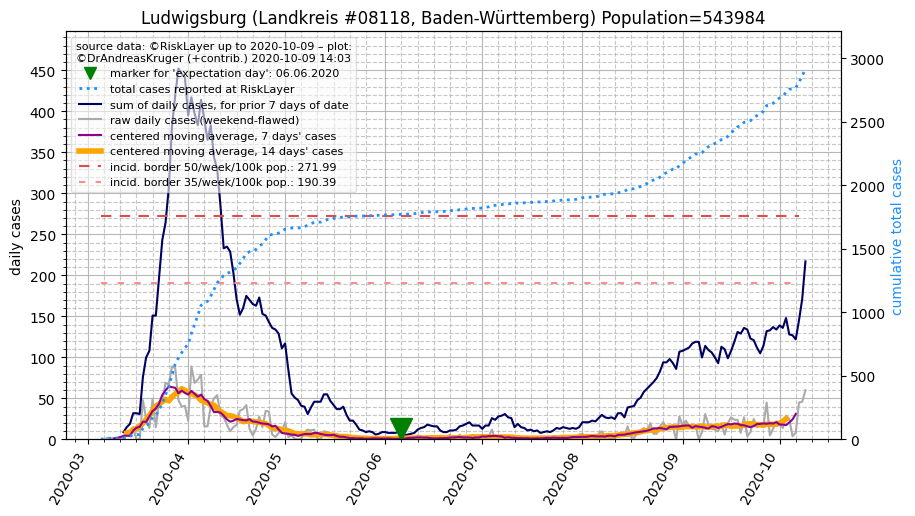 Ludwigsburg (Landkreis #08118, Baden-Württemberg) Population=543984
source data: ©RiskLayer up to 2020-10-09 – plot:
©DrAndreasKruger (+contrib.) 2020-10-09 14:03
marker for 'expectation day': 06.06.2020
total cases reported at RiskLayer
sum of daily cases, for prior 7 days of date
raw daily cases (weekend-flawed)
centered moving average, 7 days' cases
centered moving average, 14 days' cases
incid. border 50/week/100k pop.: 271.99
incid. border 35/week/100k pop.: 190.39
daily cases
450
400
350
300
250
200
150
100
50
0
cumulative total cases
3000
2500
2000
1500
1000
500
0
2020-03
2020-04
2020-05
2020-06
2020-07
2020-08
2020-09
2020-10